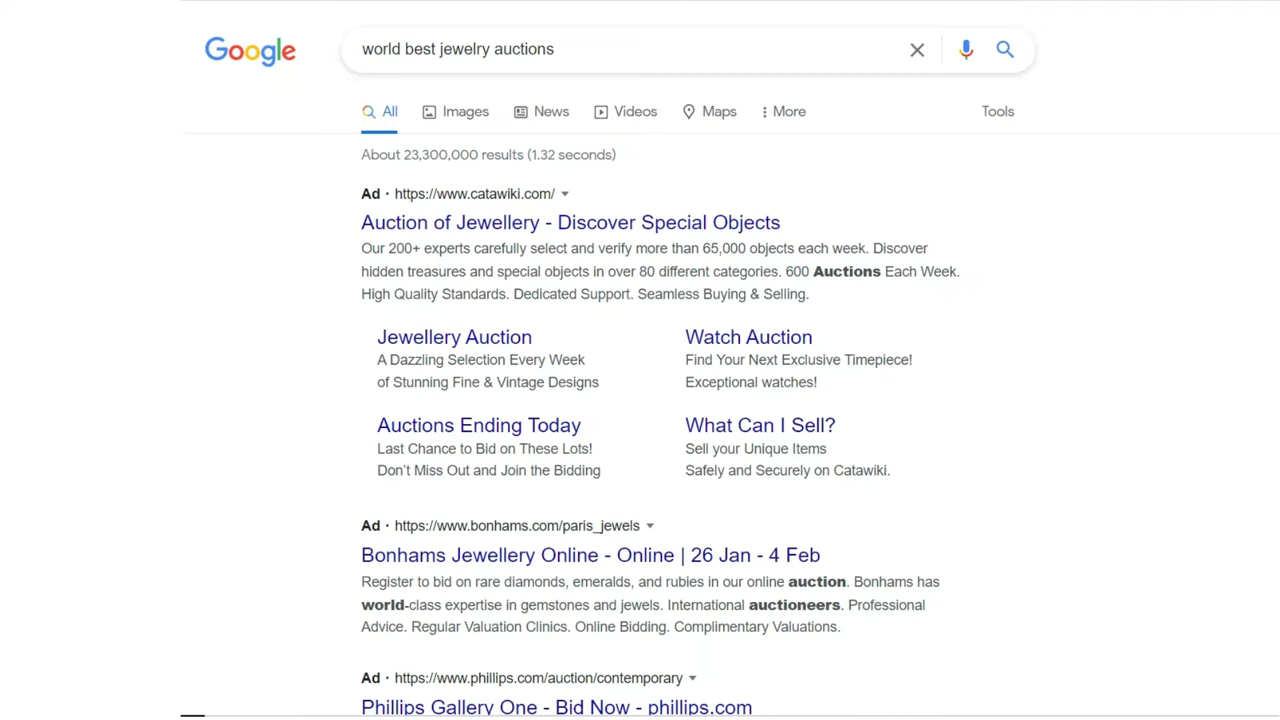 Google
world best jewelry auctions
All Images News Videos Maps More Tools
About 23,300,000 results (1.32 seconds)
Ad · https://www.catawiki.com/
Auction of Jewellery - Discover Special Objects
Our 200+ experts carefully select and verify more than 65,000 objects each week. Discover
hidden treasures and special objects in over 80 different categories. 600 Auctions Each Week.
High Quality Standards. Dedicated Support. Seamless Buying & Selling.
Jewellery Auction
A Dazzling Selection Every Week
of Stunning Fine & Vintage Designs
Watch Auction
Find Your Next Exclusive Timepiece!
Exceptional watches!
Auctions Ending Today
Last Chance to Bid on These Lots!
Don't Miss Out and Join the Bidding
What Can I Sell?
Sell your Unique Items
Safely and Securely on Catawiki.
Ad · https://www.bonhams.com/paris_jewels
Bonhams Jewellery Online - Online | 26 Jan - 4 Feb
Register to bid on rare diamonds, emeralds, and rubies in our online auction. Bonhams has
world-class expertise in gemstones and jewels. International auctioneers. Professional
Advice. Regular Valuation Clinics. Online Bidding. Complimentary Valuations.
Ad · https://www.phillips.com/auction/contemporary
Phillips Gallery One - Bid Now - phillips.com